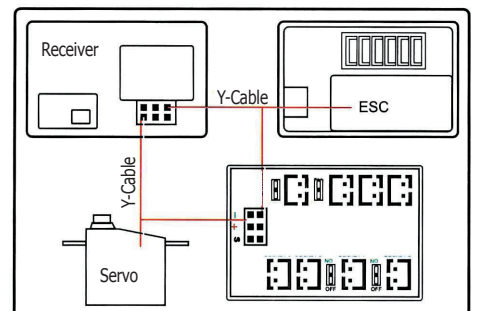 Receiver
Y-Cable
ESC
Y-Cable
Servo
−
+
S
NO
OFF
NO
OFF